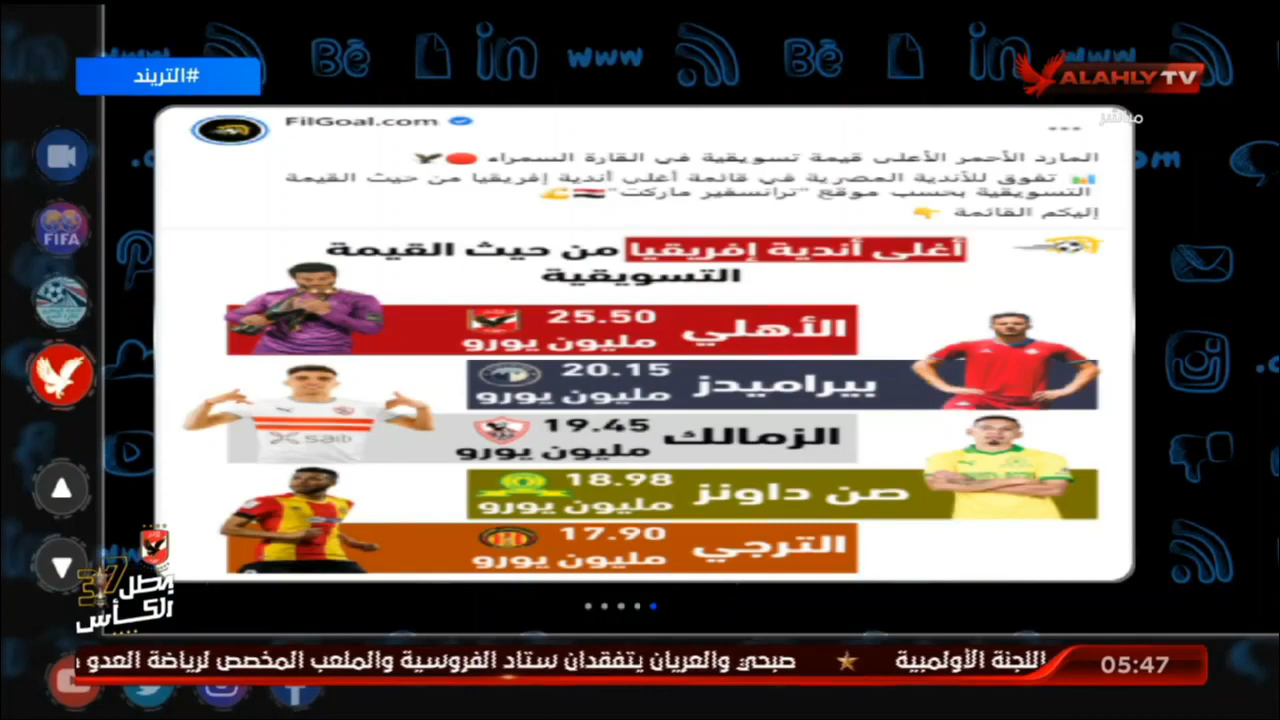 #التريند
ALAHLY TV
مباشر
FilGoal.com
المارد الأحمر الأعلى قيمة تسويقية في القارة السمراء 🔴🦅
📊 تفوق للأندية المصرية في قائمة أغلى أندية إفريقيا من حيث القيمة
التسويقية بحسب موقع "ترانسفير ماركت" 🇪🇬💪
إليكم القائمة 👇
أغلى أندية إفريقيا من حيث القيمة
التسويقية
الأهلي 25.50
مليون يورو
بيراميدز 20.15
مليون يورو
الزمالك 19.45
مليون يورو
saib
صن داونز 18.98
مليون يورو
الترجي 17.90
مليون يورو
FIFA
بطل 37
الكأس
اللجنة الأولمبية ★ صبحي والعريان يتفقدان ستاد الفروسية والملعب المخصص لرياضة العدو
05:47